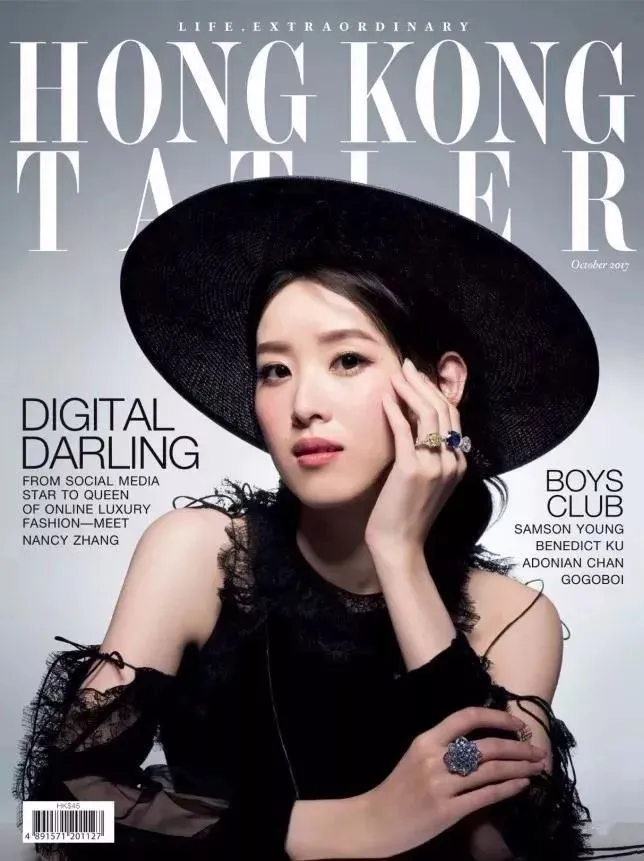 LIFE.EXTRAORDINARY
HONG KONG
TATLER
October 2017
DIGITAL
DARLING
FROM SOCIAL MEDIA
STAR TO QUEEN
OF ONLINE LUXURY
FASHION—MEET
NANCY ZHANG
BOYS
CLUB
SAMSON YOUNG
BENEDICT KU
ADONIAN CHAN
GOGOBOI
HK$45
4 891571 201127